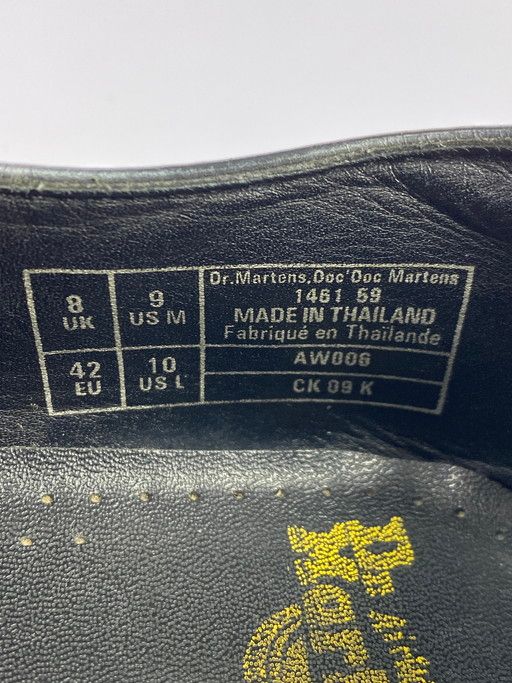 8
UK
9
US M
42
EU
10
US L
Dr.Martens,Doc'Doc Martens
1461 59
MADE IN THAILAND
Fabriqué en Thaïlande
AW006
CK 09 K
Dr.